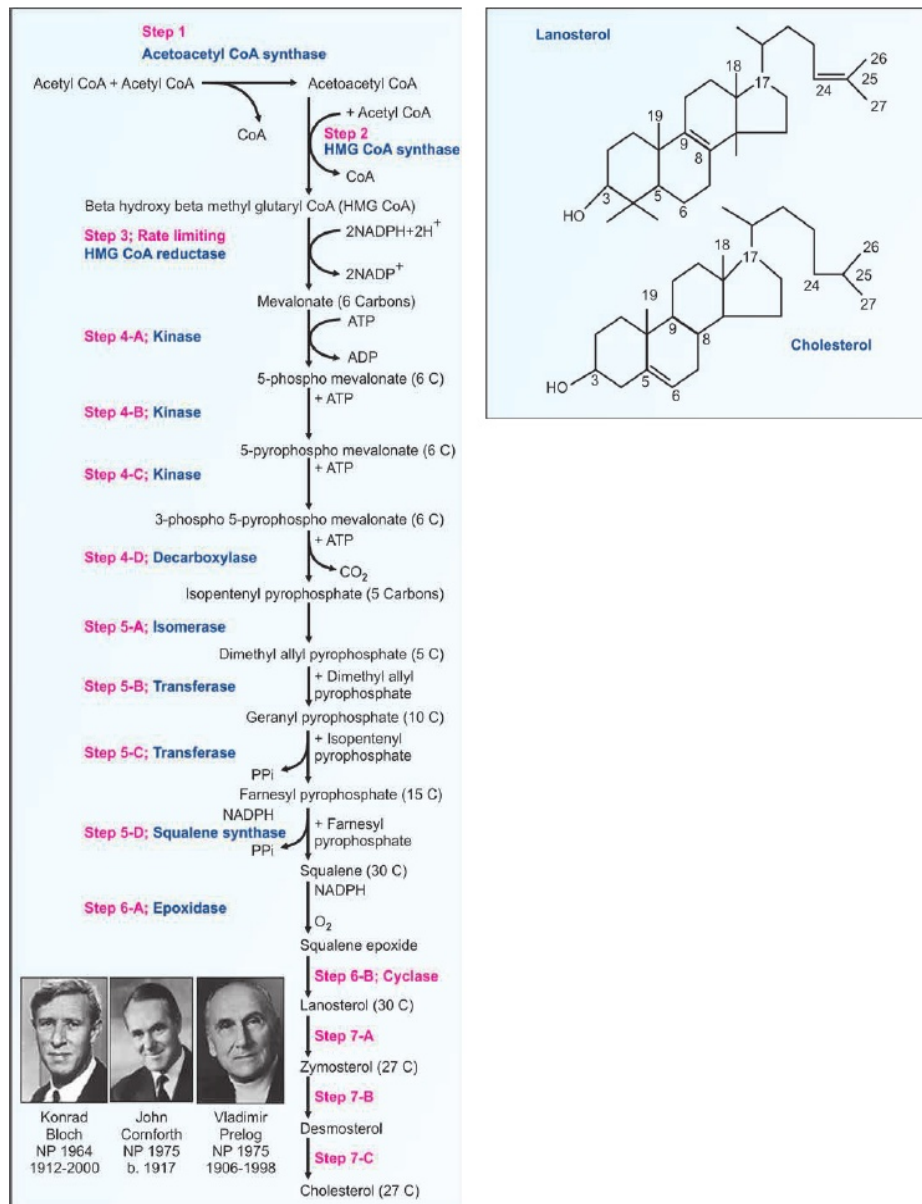 Step 1
Acetoacetyl CoA synthase
Acetyl CoA + Acetyl CoA
Acetoacetyl CoA
CoA
+ Acetyl CoA
Step 2
HMG CoA synthase
CoA
Beta hydroxy beta methyl glutaryl CoA (HMG CoA)
Step 3; Rate limiting
HMG CoA reductase
2NADPH+2H+
2NADP+
Mevalonate (6 Carbons)
Step 4-A; Kinase
ATP
ADP
5-phospho mevalonate (6 C)
+ ATP
Step 4-B; Kinase
5-pyrophospho mevalonate (6 C)
+ ATP
Step 4-C; Kinase
3-phospho 5-pyrophospho mevalonate (6 C)
+ ATP
Step 4-D; Decarboxylase
CO2
Isopentenyl pyrophosphate (5 Carbons)
Step 5-A; Isomerase
Dimethyl allyl pyrophosphate (5 C)
Step 5-B; Transferase
+ Dimethyl allyl
pyrophosphate
Geranyl pyrophosphate (10 C)
Step 5-C; Transferase
+ Isopentenyl
pyrophosphate
PPi
Farnesyl pyrophosphate (15 C)
NADPH
Step 5-D; Squalene synthase
+ Farnesyl
pyrophosphate
PPi
Squalene (30 C)
NADPH
Step 6-A; Epoxidase
O2
Squalene epoxide
Step 6-B; Cyclase
Lanosterol (30 C)
Step 7-A
Zymosterol (27 C)
Step 7-B
Desmosterol
Step 7-C
Cholesterol (27 C)
Konrad
Bloch
NP 1964
1912-2000
John
Cornforth
NP 1975
b. 1917
Vladimir
Prelog
NP 1975
1906-1998
Lanosterol
18
17
24
25
26
27
19
9
8
3
5
6
HO
18
17
24
25
26
27
19
9
8
Cholesterol
HO
3
5
6